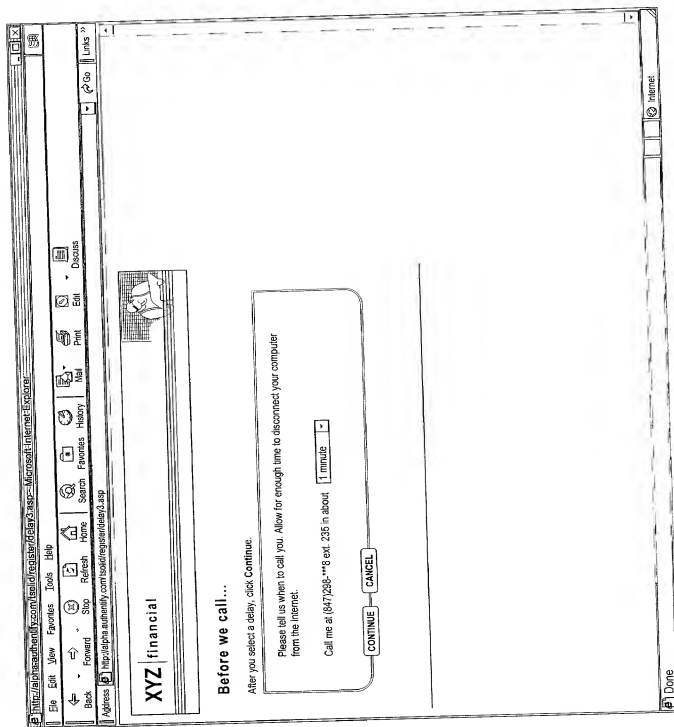 http://alpha.authentify.com/tsolid/register/delay3.asp - Microsoft Internet Explorer
File Edit View Favorites Tools Help
Back Forward Stop Refresh Home Search Favorites History Mail Print Edit Discuss
Address http://alpha.authentify.com/tsolid/register/delay3.asp Go Links »
XYZ financial
Before we call...
After you select a delay, click Continue.
Please tell us when to call you. Allow for enough time to disconnect your computer
from the internet.
Call me at (847)298-***8 ext. 235 in about 1 minute
CONTINUE CANCEL
Done Internet